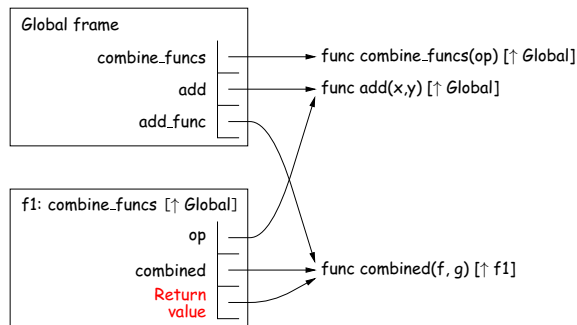 Global frame
combine_funcs
func combine_funcs(op) [↑ Global]
add
func add(x,y) [↑ Global]
add_func
f1: combine_funcs [↑ Global]
op
combined
func combined(f, g) [↑ f1]
Return
value